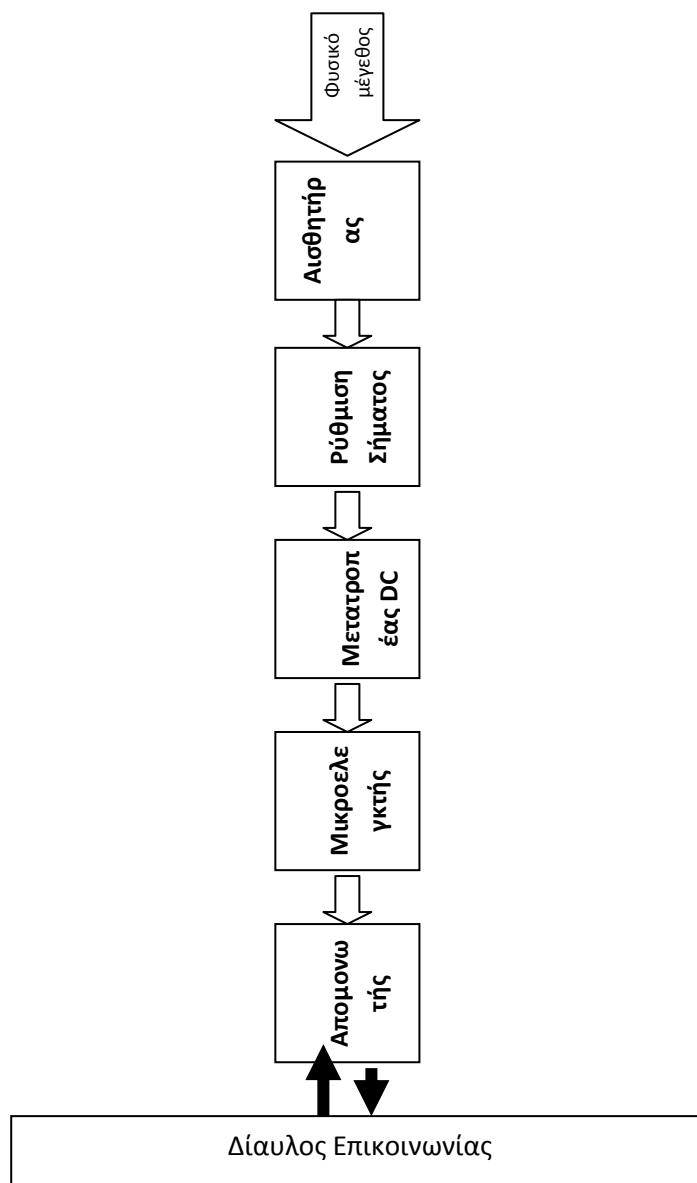 Φυσικό
μέγεθος
Αισθητήρ
ας
Ρύθμιση
Σήματος
Μετατροπ
έας DC
Μικροελε
γκτής
Απομονω
τής
Δίαυλος Επικοινωνίας